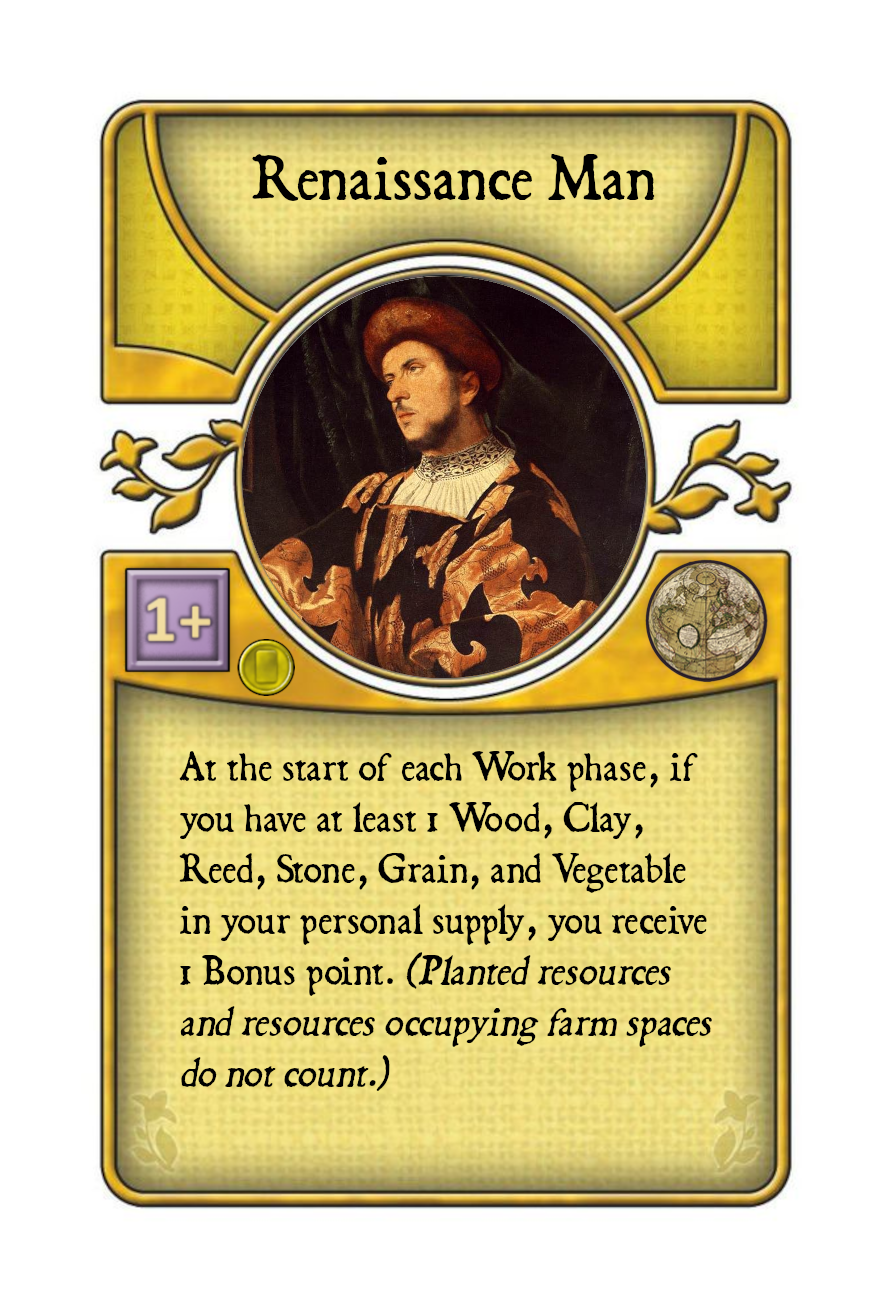 Renaissance Man
1+
At the start of each Work phase, if
you have at least 1 Wood, Clay,
Reed, Stone, Grain, and Vegetable
in your personal supply, you receive
1 Bonus point. (Planted resources
and resources occupying farm spaces
do not count.)